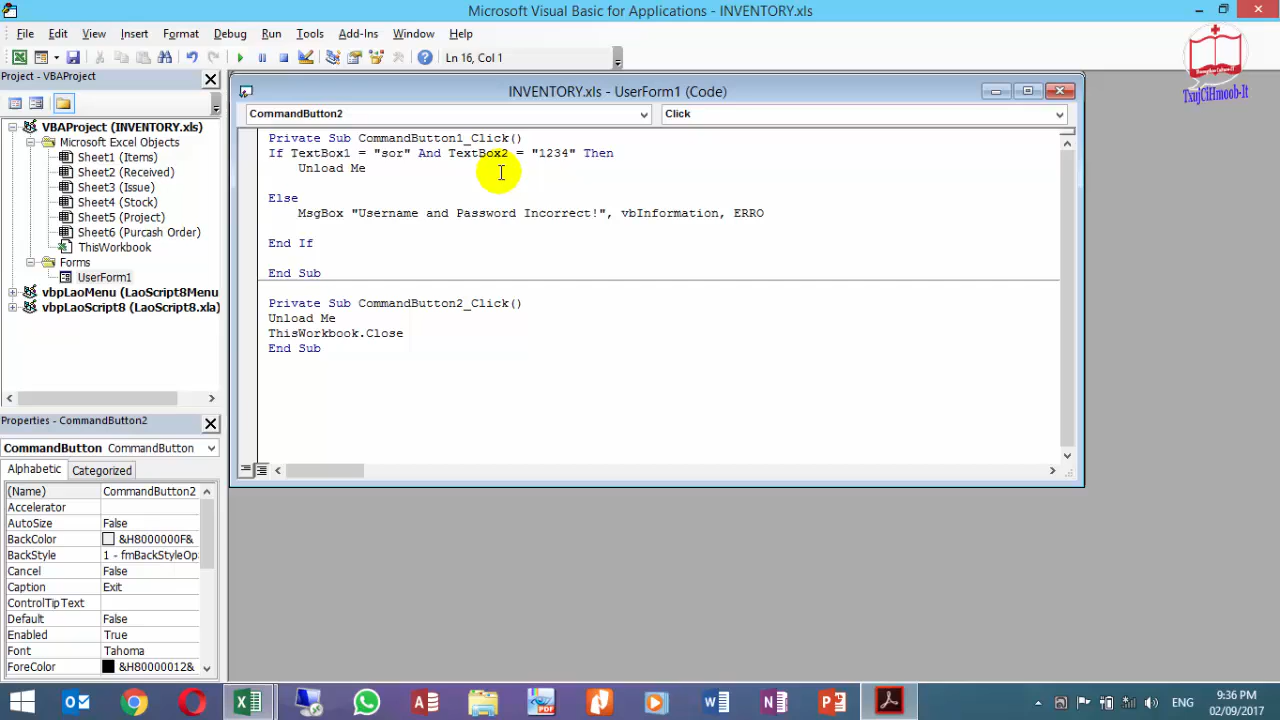 Microsoft Visual Basic for Applications - INVENTORY.xls
File Edit View Insert Format Debug Run Tools Add-Ins Window Help
Ln 16, Col 1
TxujCiHmoob-It
Project - VBAProject
VBAProject (INVENTORY.xls)
Microsoft Excel Objects
Sheet1 (Items)
Sheet2 (Received)
Sheet3 (Issue)
Sheet4 (Stock)
Sheet5 (Project)
Sheet6 (Purcash Order)
ThisWorkbook
Forms
UserForm1
vbpLaoMenu (LaoScript8Menu
vbpLaoScript8 (LaoScript8.xla)
INVENTORY.xls - UserForm1 (Code)
CommandButton2 Click
Private Sub CommandButton1_Click()
If TextBox1 = "sor" And TextBox2 = "1234" Then
Unload Me
Else
MsgBox "Username and Password Incorrect!", vbInformation, ERRO
End If
End Sub
Private Sub CommandButton2_Click()
Unload Me
ThisWorkbook.Close
End Sub
Properties - CommandButton2
CommandButton2 CommandButton
Alphabetic Categorized
(Name) CommandButton2
Accelerator
AutoSize False
BackColor &H8000000F&
BackStyle 1 - fmBackStyleOp
Cancel False
Caption Exit
ControlTipText
Default False
Enabled True
Font Tahoma
ForeColor &H80000012&
ENG
9:36 PM
02/09/2017